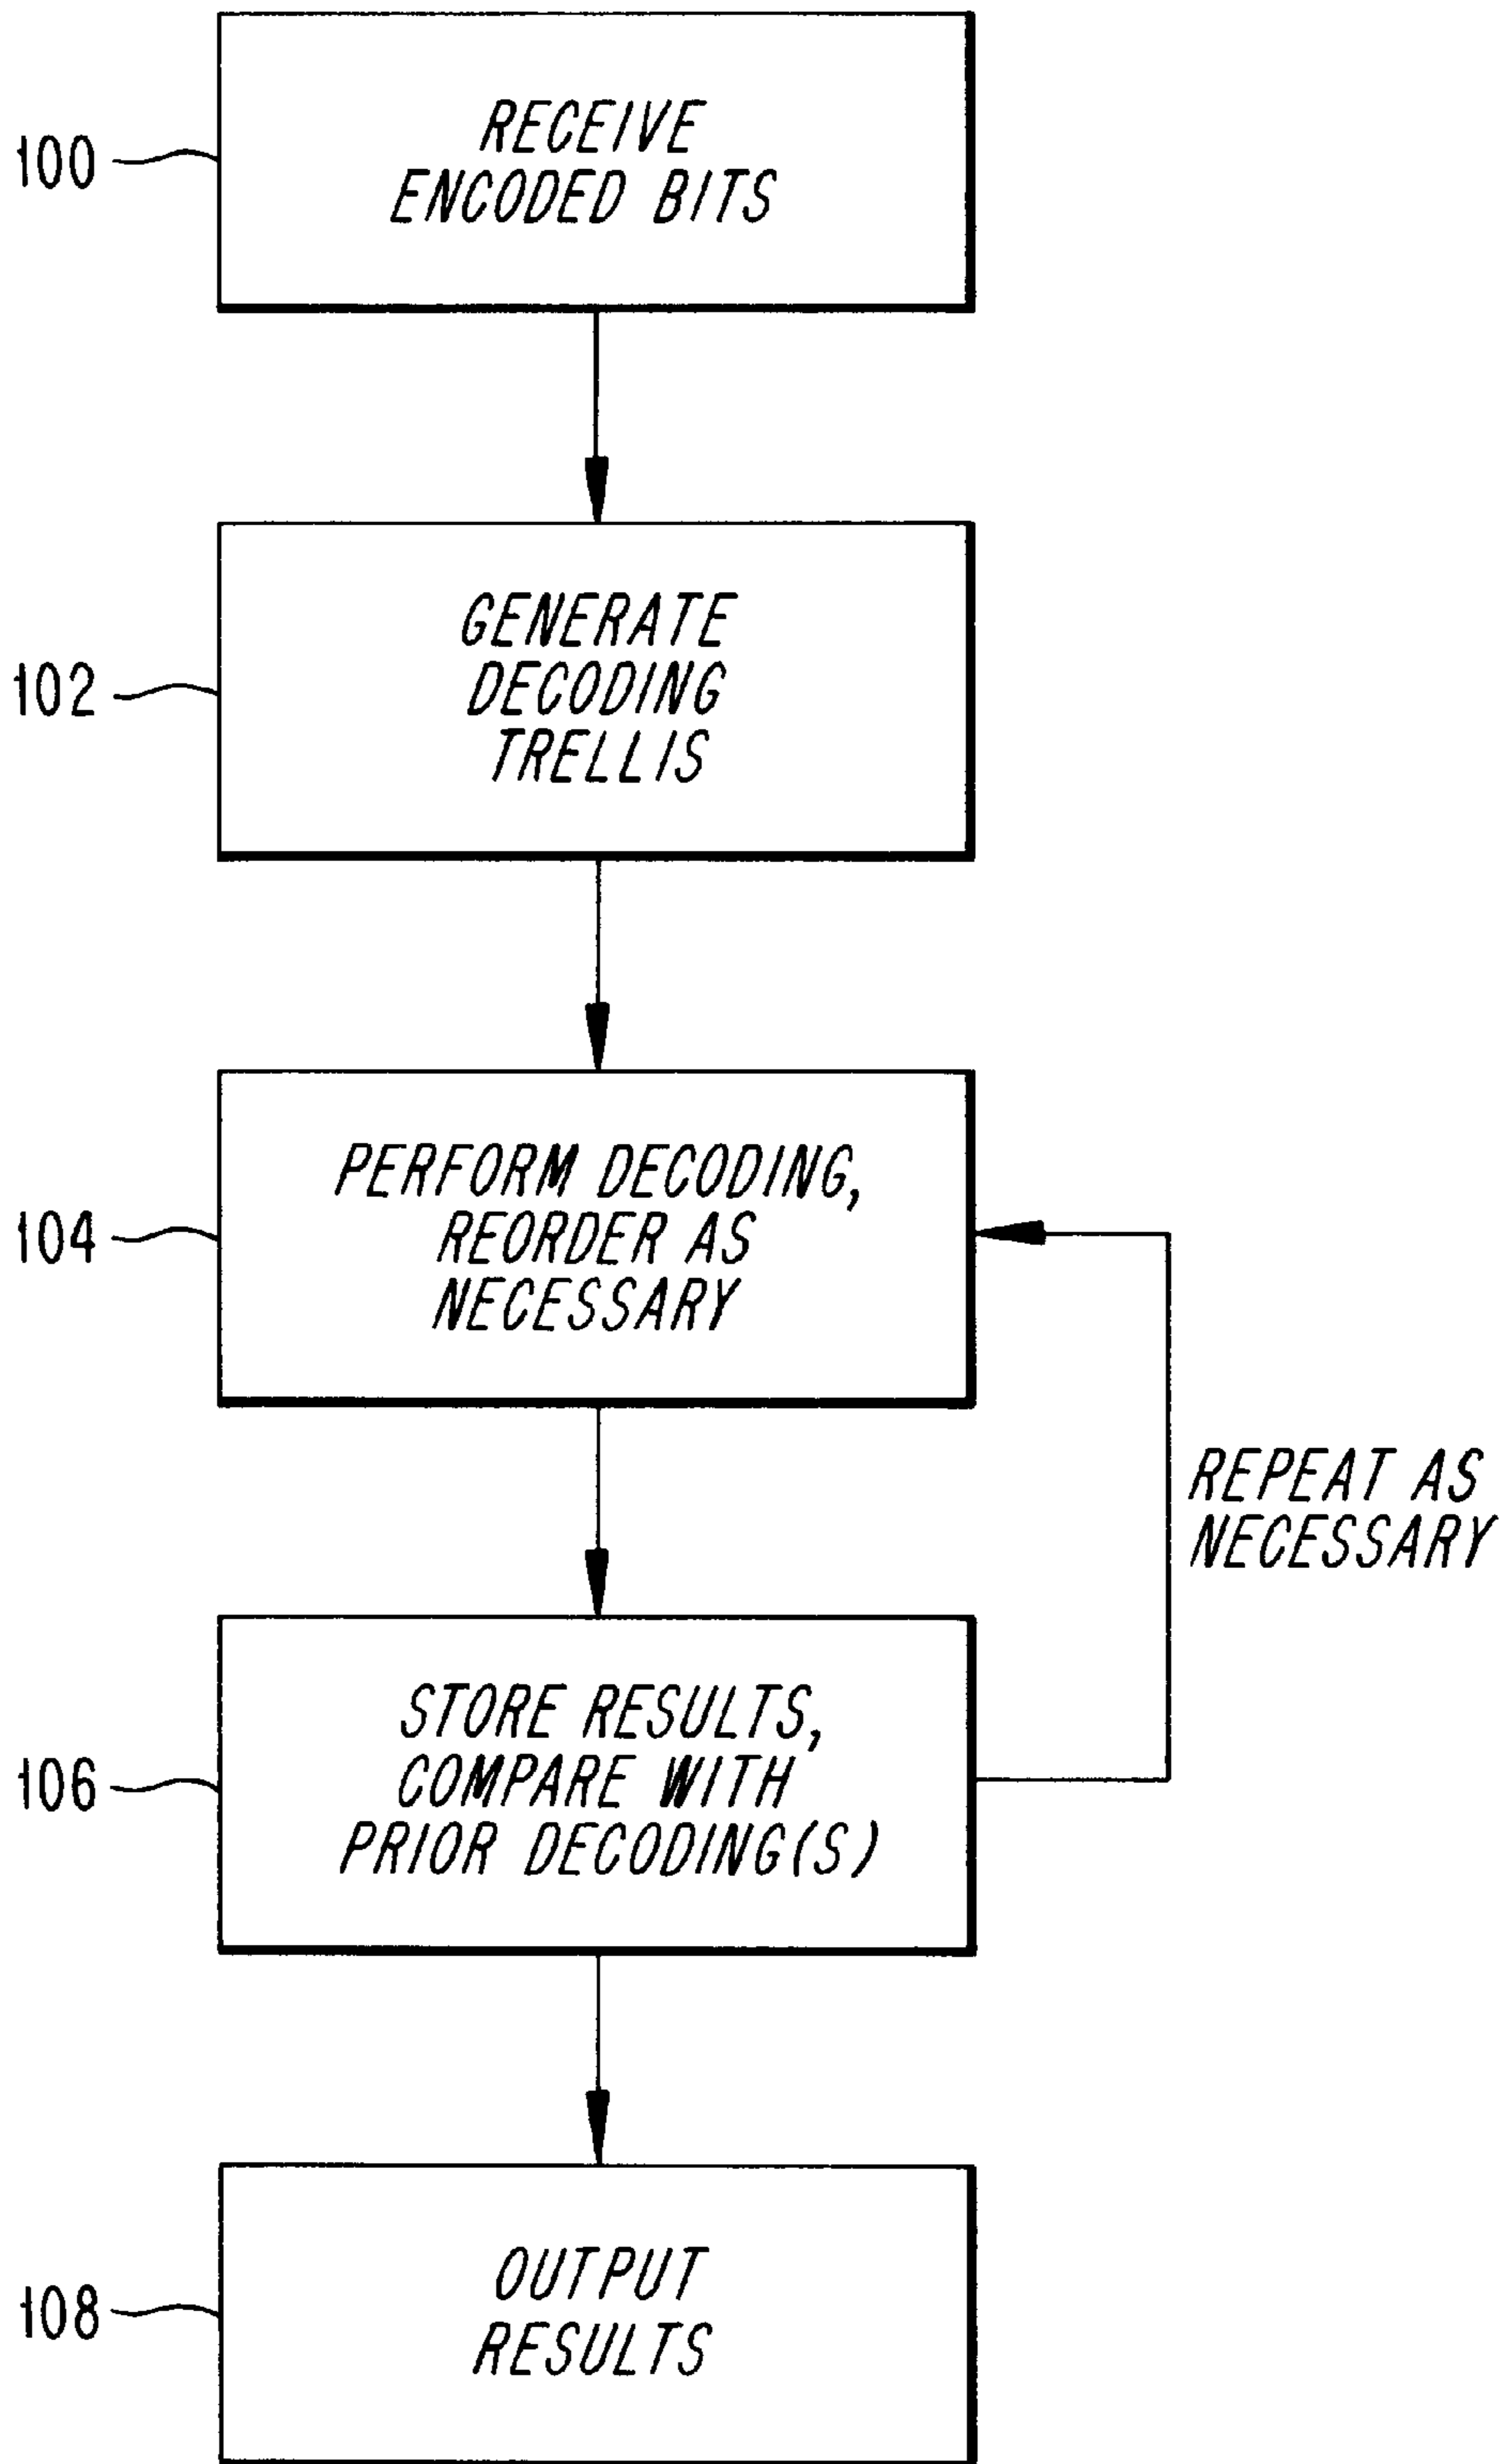 RECEIVE
ENCODED BITS
100
GENERATE
DECODING
TRELLIS
102
PERFORM DECODING,
REORDER AS
NECESSARY
104
REPEAT AS
NECESSARY
STORE RESULTS,
COMPARE WITH
PRIOR DECODING(S)
106
OUTPUT
RESULTS
108